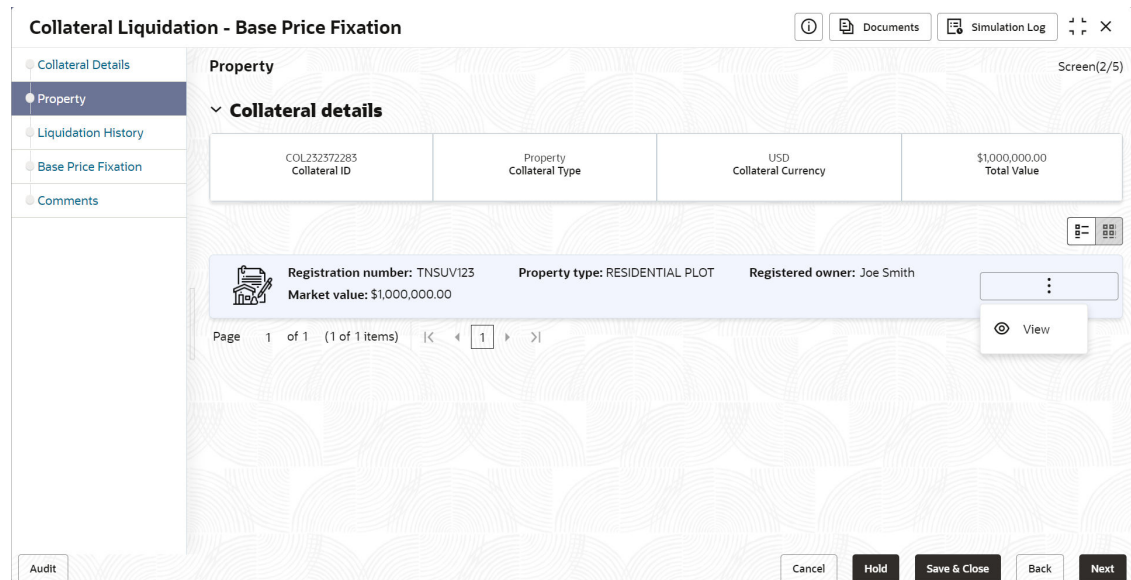 Collateral Liquidation - Base Price Fixation
Documents
Simulation Log
Collateral Details
Property
Liquidation History
Base Price Fixation
Comments
Property
Screen(2/5)
Collateral details
COL232372283
Collateral ID
Property
Collateral Type
USD
Collateral Currency
$1,000,000.00
Total Value
Registration number: TNSUV123 Property type: RESIDENTIAL PLOT Registered owner: Joe Smith
Market value: $1,000,000.00
View
Page 1 of 1 (1 of 1 items) 1
Audit
Cancel
Hold
Save & Close
Back
Next